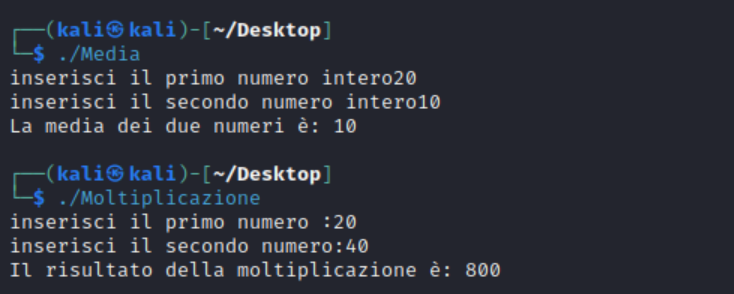 ┌──(kali㉿kali)-[~/Desktop]
└─$ ./Media
inserisci il primo numero intero20
inserisci il secondo numero intero10
La media dei due numeri è: 10
┌──(kali㉿kali)-[~/Desktop]
└─$ ./Moltiplicazione
inserisci il primo numero :20
inserisci il secondo numero:40
Il risultato della moltiplicazione è: 800